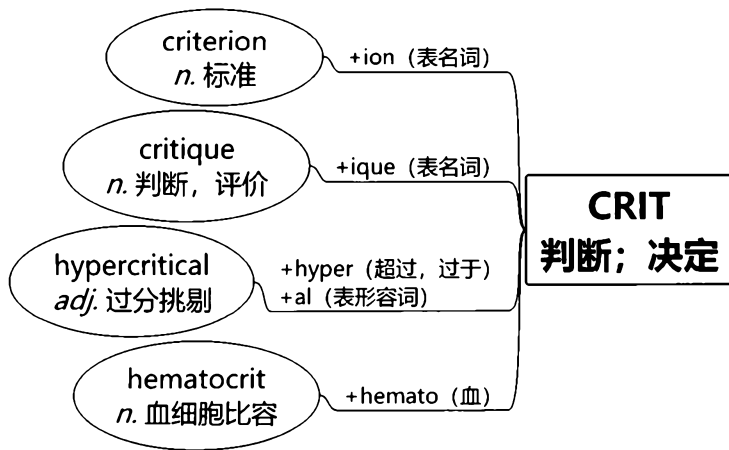 criterion
n. 标准
+ion（表名词）
critique
n. 判断，评价
+ique（表名词）
CRIT
判断；决定
hypercritical
adj. 过分挑剔
+hyper（超过，过于）
+al（表形容词）
hematocrit
n. 血细胞比容
+hemato（血）